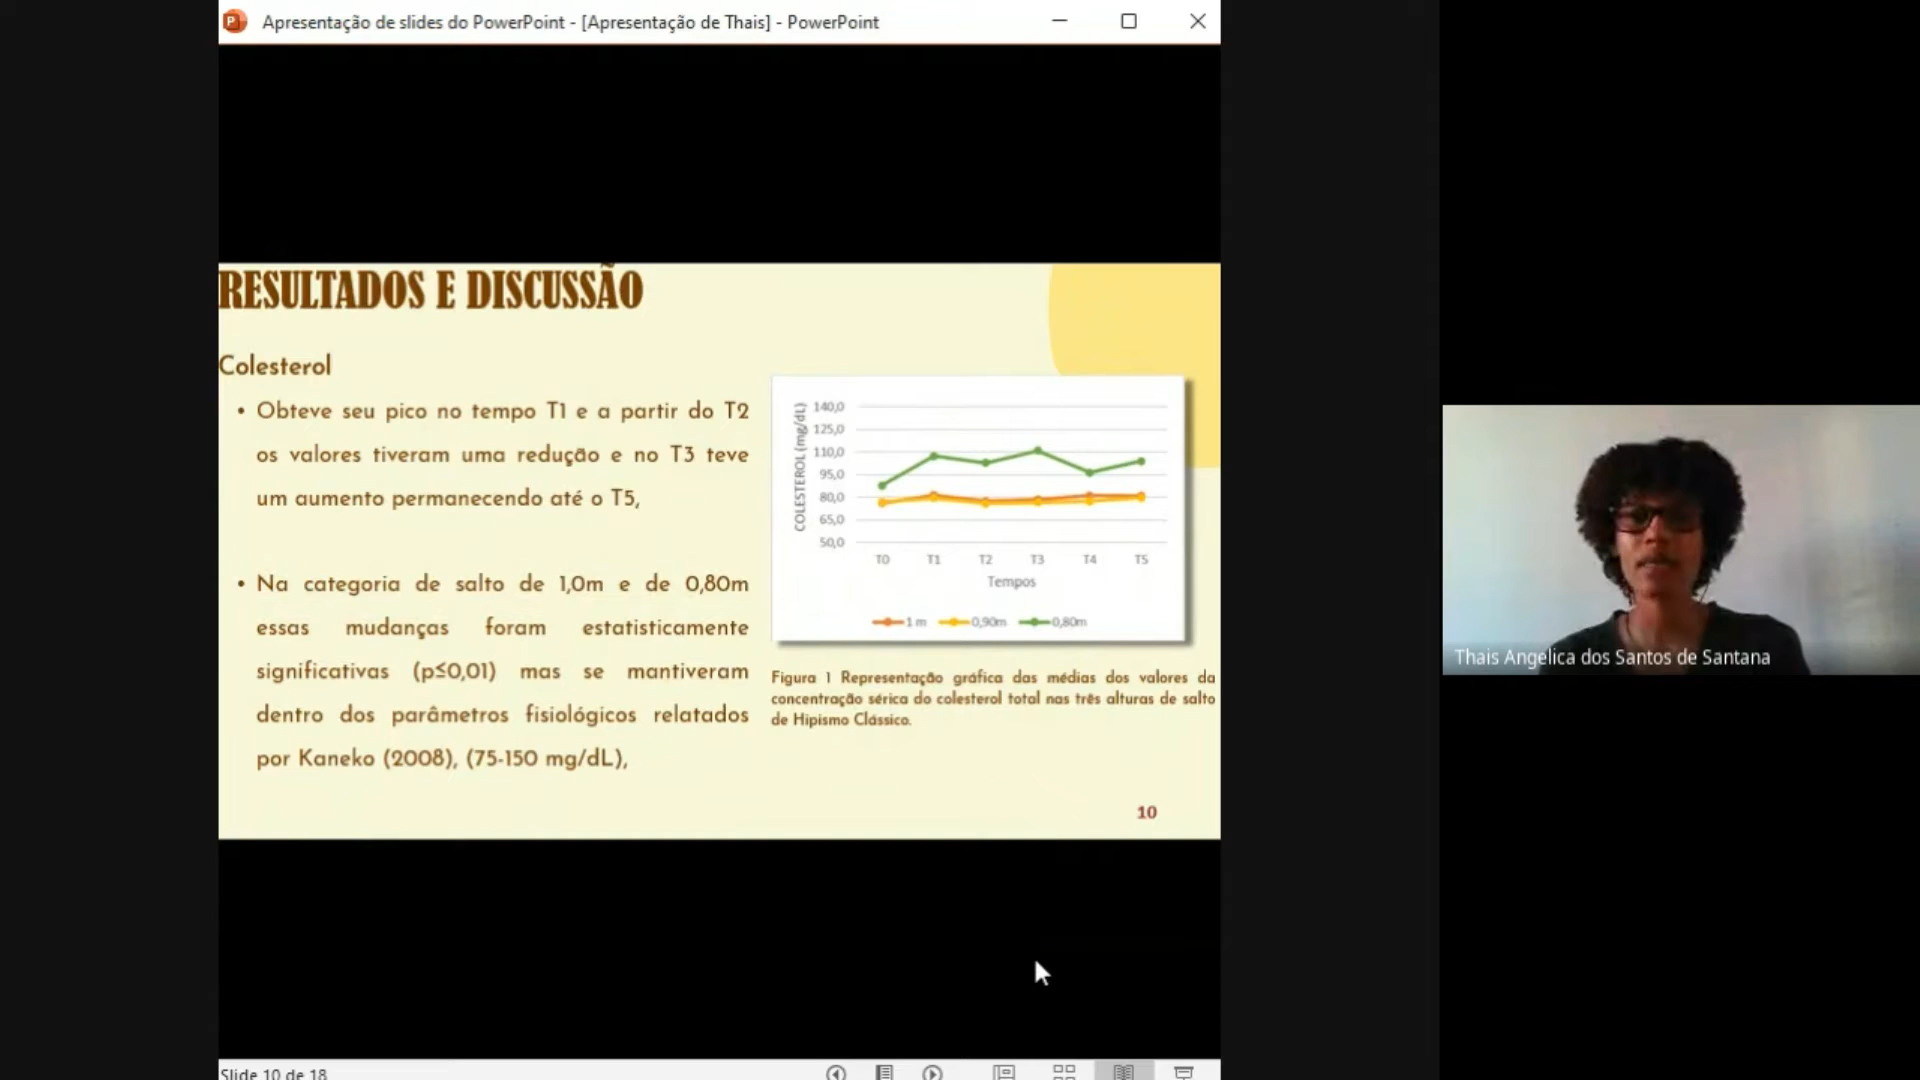 Apresentação de slides do PowerPoint - [Apresentação de Thais] - PowerPoint
RESULTADOS E DISCUSSÃO
Colesterol
• Obteve seu pico no tempo T1 e a partir do T2
os valores tiveram uma redução e no T3 teve
um aumento permanecendo até o T5,
• Na categoria de salto de 1,0m e de 0,80m
essas mudanças foram estatisticamente
significativas (p≤0,01) mas se mantiveram
dentro dos parâmetros fisiológicos relatados
por Kaneko (2008), (75-150 mg/dL),
COLESTEROL (mg/dL)
140,0
125,0
110,0
95,0
80,0
65,0
50,0
T0 T1 T2 T3 T4 T5
Tempos
1 m 0,90m 0,80m
Figura 1 Representação gráfica das médias dos valores da
concentração sérica do colesterol total nas três alturas de salto
de Hipismo Clássico.
10
Thais Angelica dos Santos de Santana
Slide 10 de 18